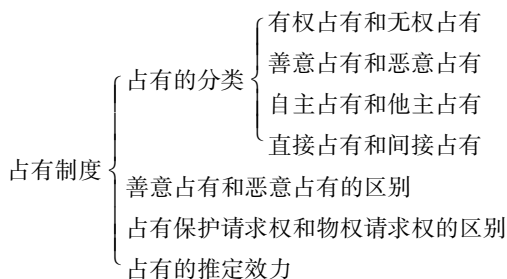 有权占有和无权占有
占有的分类
善意占有和恶意占有
自主占有和他主占有
直接占有和间接占有
占有制度
善意占有和恶意占有的区别
占有保护请求权和物权请求权的区别
占有的推定效力